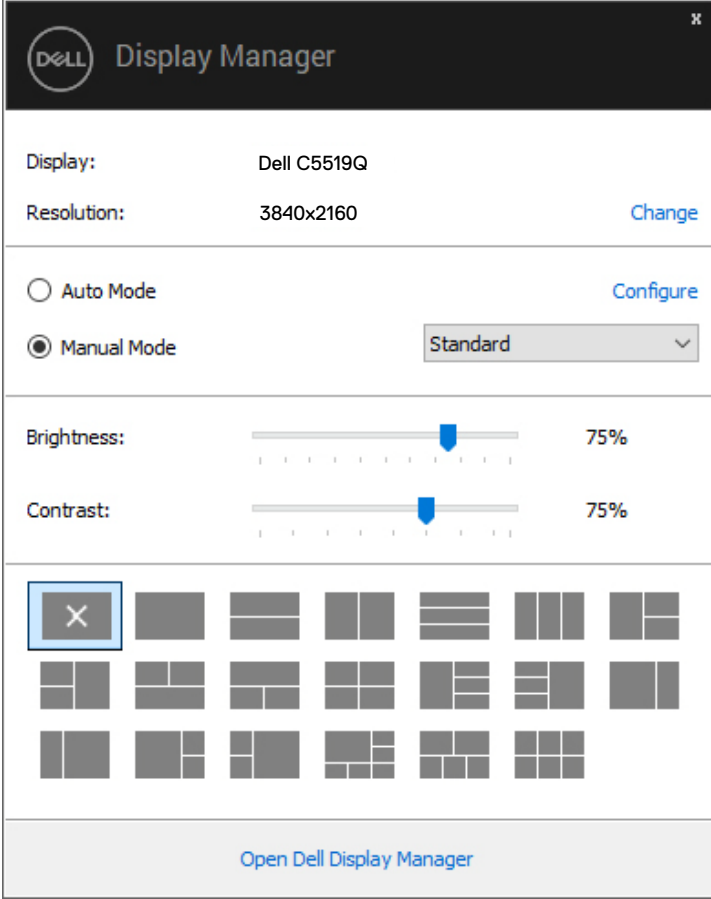 x
DELL Display Manager
Display: Dell C5519Q
Resolution: 3840x2160 Change
Auto Mode Configure
Manual Mode Standard
Brightness: 75%
Contrast: 75%
Open Dell Display Manager